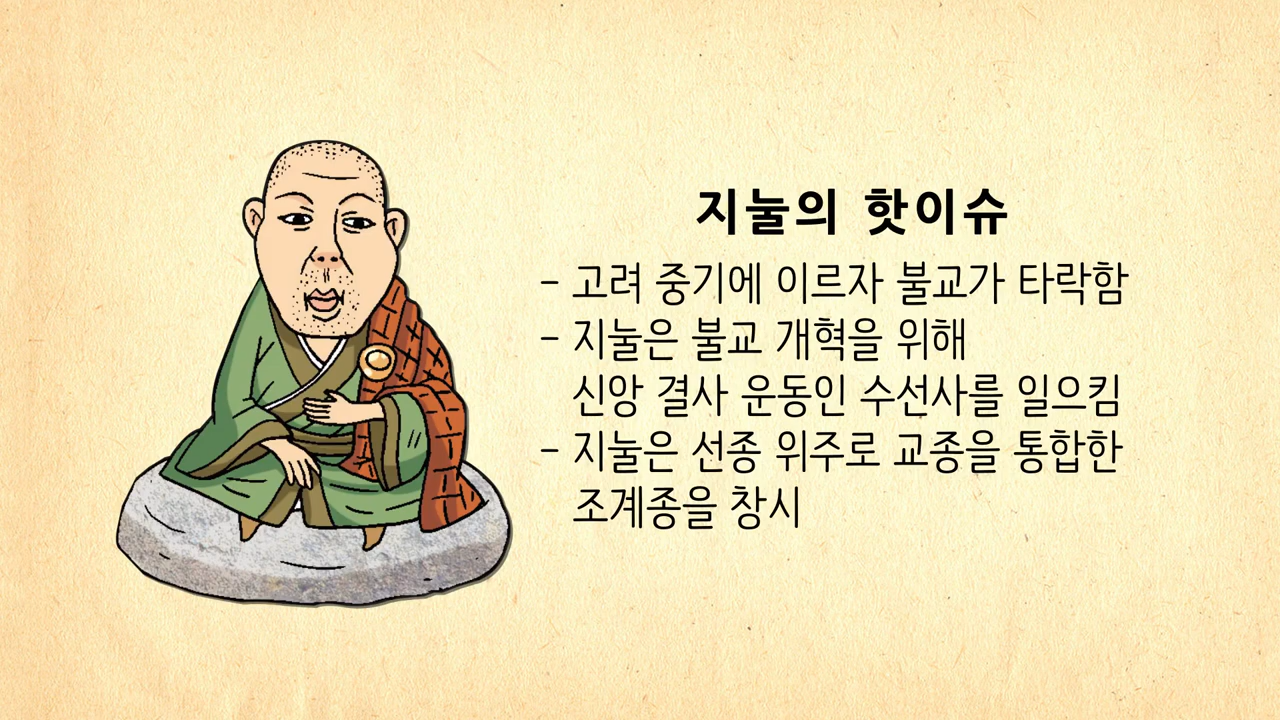 지눌의 핫이슈
- 고려 중기에 이르자 불교가 타락함
- 지눌은 불교 개혁을 위해
신앙 결사 운동인 수선사를 일으킴
- 지눌은 선종 위주로 교종을 통합한
조계종을 창시